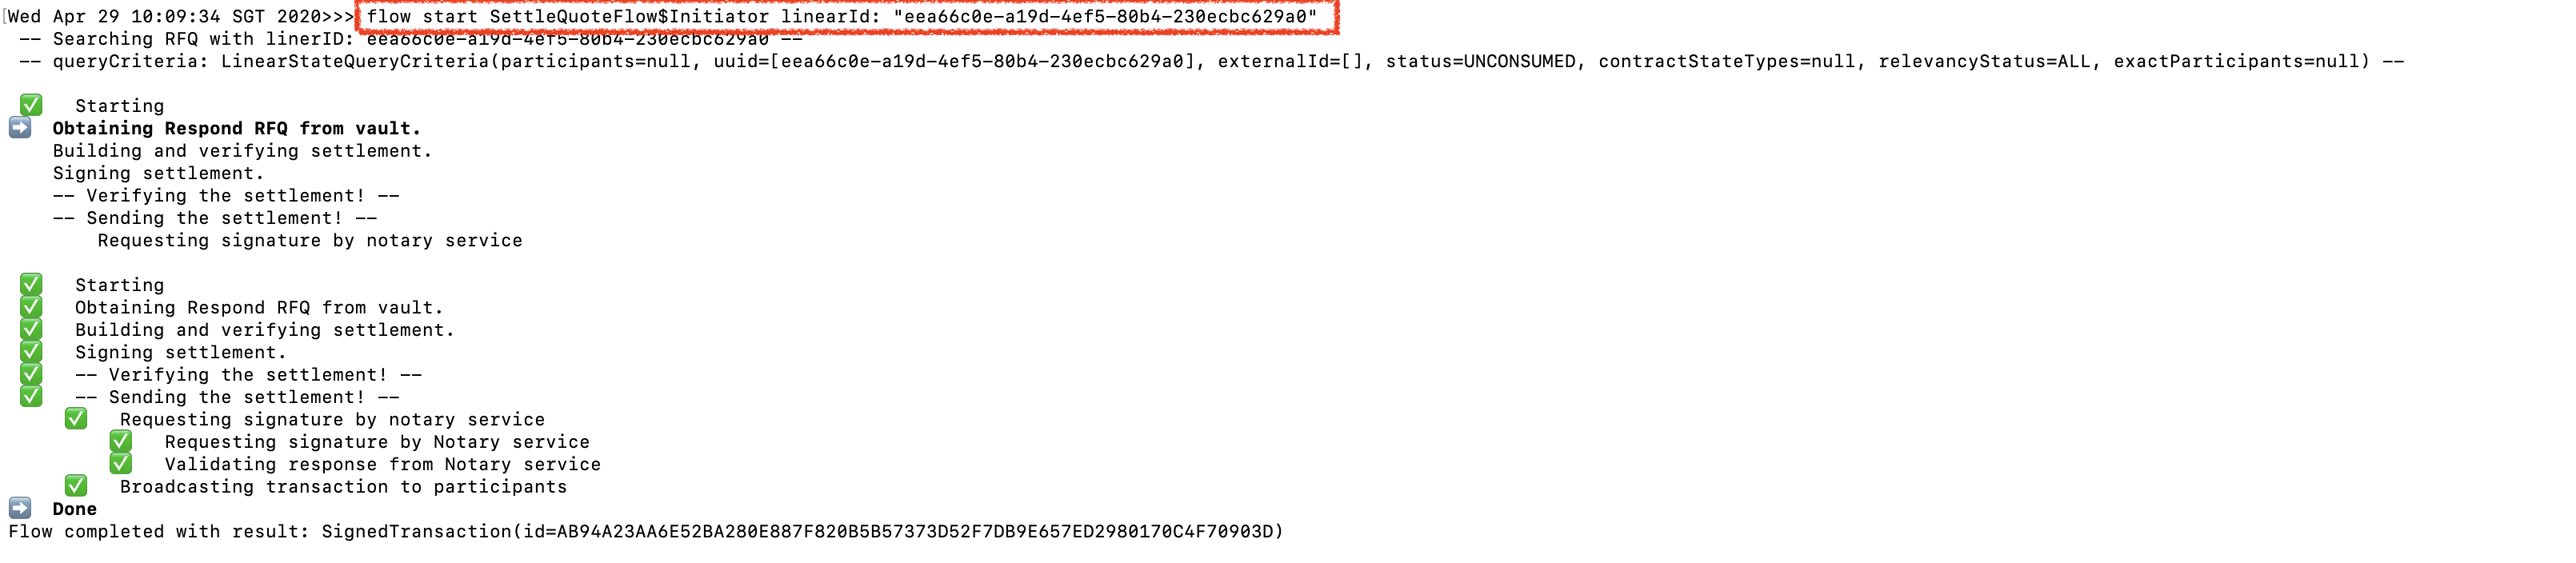 Wed Apr 29 10:09:34 SGT 2020>>> flow start SettleQuoteFlow$Initiator linearId: "eea66c0e-a19d-4ef5-80b4-230ecbc629a0"
-- Searching RFQ with linerID: eea66c0e-a19d-4ef5-80b4-230ecbc629a0 --
-- queryCriteria: LinearStateQueryCriteria(participants=null, uuid=[eea66c0e-a19d-4ef5-80b4-230ecbc629a0], externalId=[], status=UNCONSUMED, contractStateTypes=null, relevancyStatus=ALL, exactParticipants=null) --
✅ Starting
➡️ Obtaining Respond RFQ from vault.
Building and verifying settlement.
Signing settlement.
-- Verifying the settlement! --
-- Sending the settlement! --
Requesting signature by notary service
✅ Starting
✅ Obtaining Respond RFQ from vault.
✅ Building and verifying settlement.
✅ Signing settlement.
✅ -- Verifying the settlement! --
✅ -- Sending the settlement! --
✅ Requesting signature by notary service
✅ Requesting signature by Notary service
✅ Validating response from Notary service
✅ Broadcasting transaction to participants
➡️ Done
Flow completed with result: SignedTransaction(id=AB94A23AA6E52BA280E887F820B5B57373D52F7DB9E657ED2980170C4F70903D)